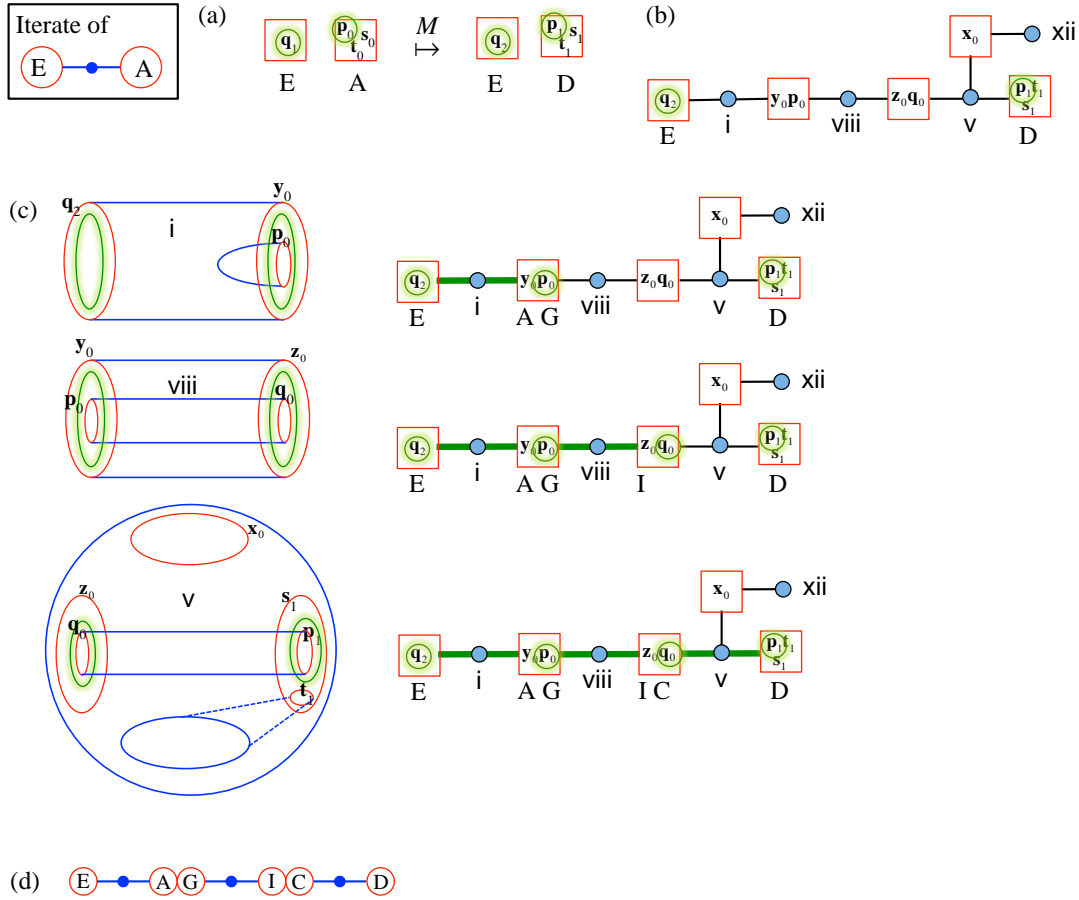 Iterate of
E A
(a)
q₁ p₀ s₀ t₀ M ↦ q₂ p₁ s₁ t₁
E A E D
(b)
x₀ xii
q₂ y₀p₀ z₀q₀ p₁t₁ s₁
E i viii v D
(c)
q₂ i y₀ p₀
x₀ xii
q₂ y₀p₀ z₀q₀ p₁t₁ s₁
E i A G viii v D
y₀ z₀
p₀ viii q₀
x₀ xii
q₂ y₀p₀ z₀q₀ p₁t₁ s₁
E i A G viii I v D
x₀
z₀ v s₁
q₀ p₁
t₁
x₀ xii
q₂ y₀p₀ z₀q₀ p₁t₁ s₁
E i A G viii I C v D
(d) E A G I C D